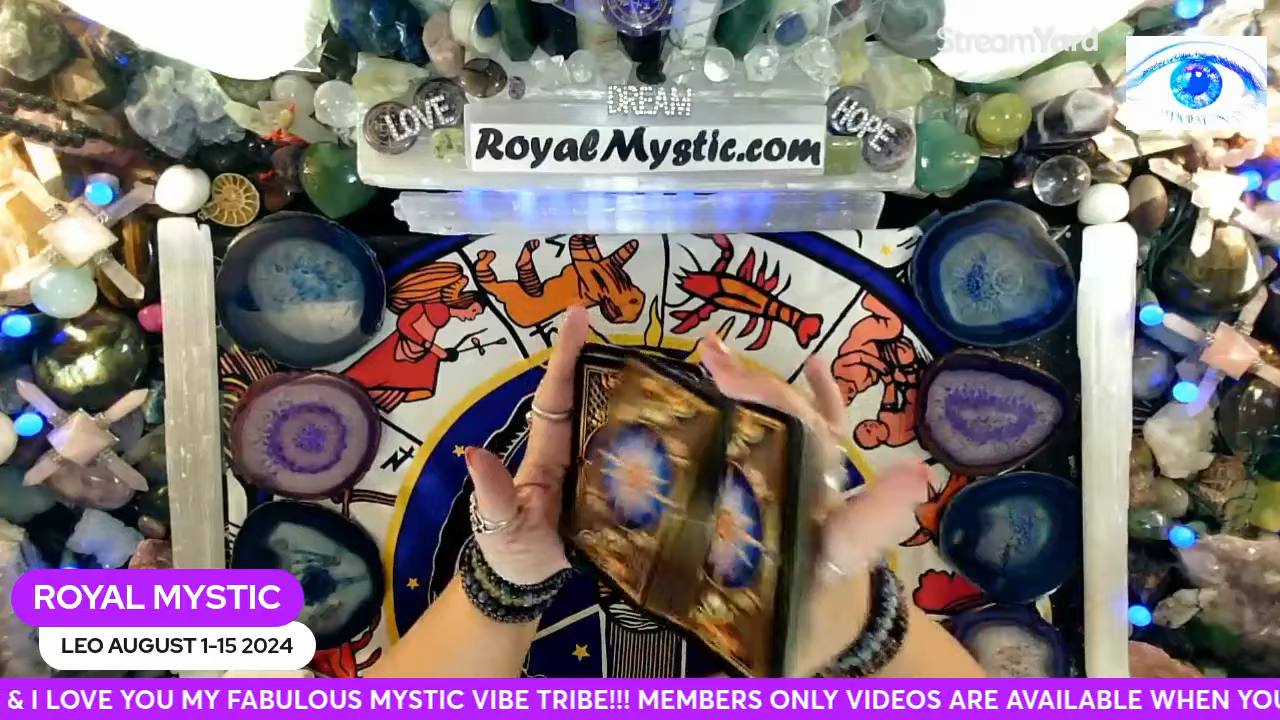 StreamYard
DREAM
LOVE
HOPE
RoyalMystic.com
ROYAL MYSTIC
LEO AUGUST 1-15 2024
& I LOVE YOU MY FABULOUS MYSTIC VIBE TRIBE!!! MEMBERS ONLY VIDEOS ARE AVAILABLE WHEN YOU